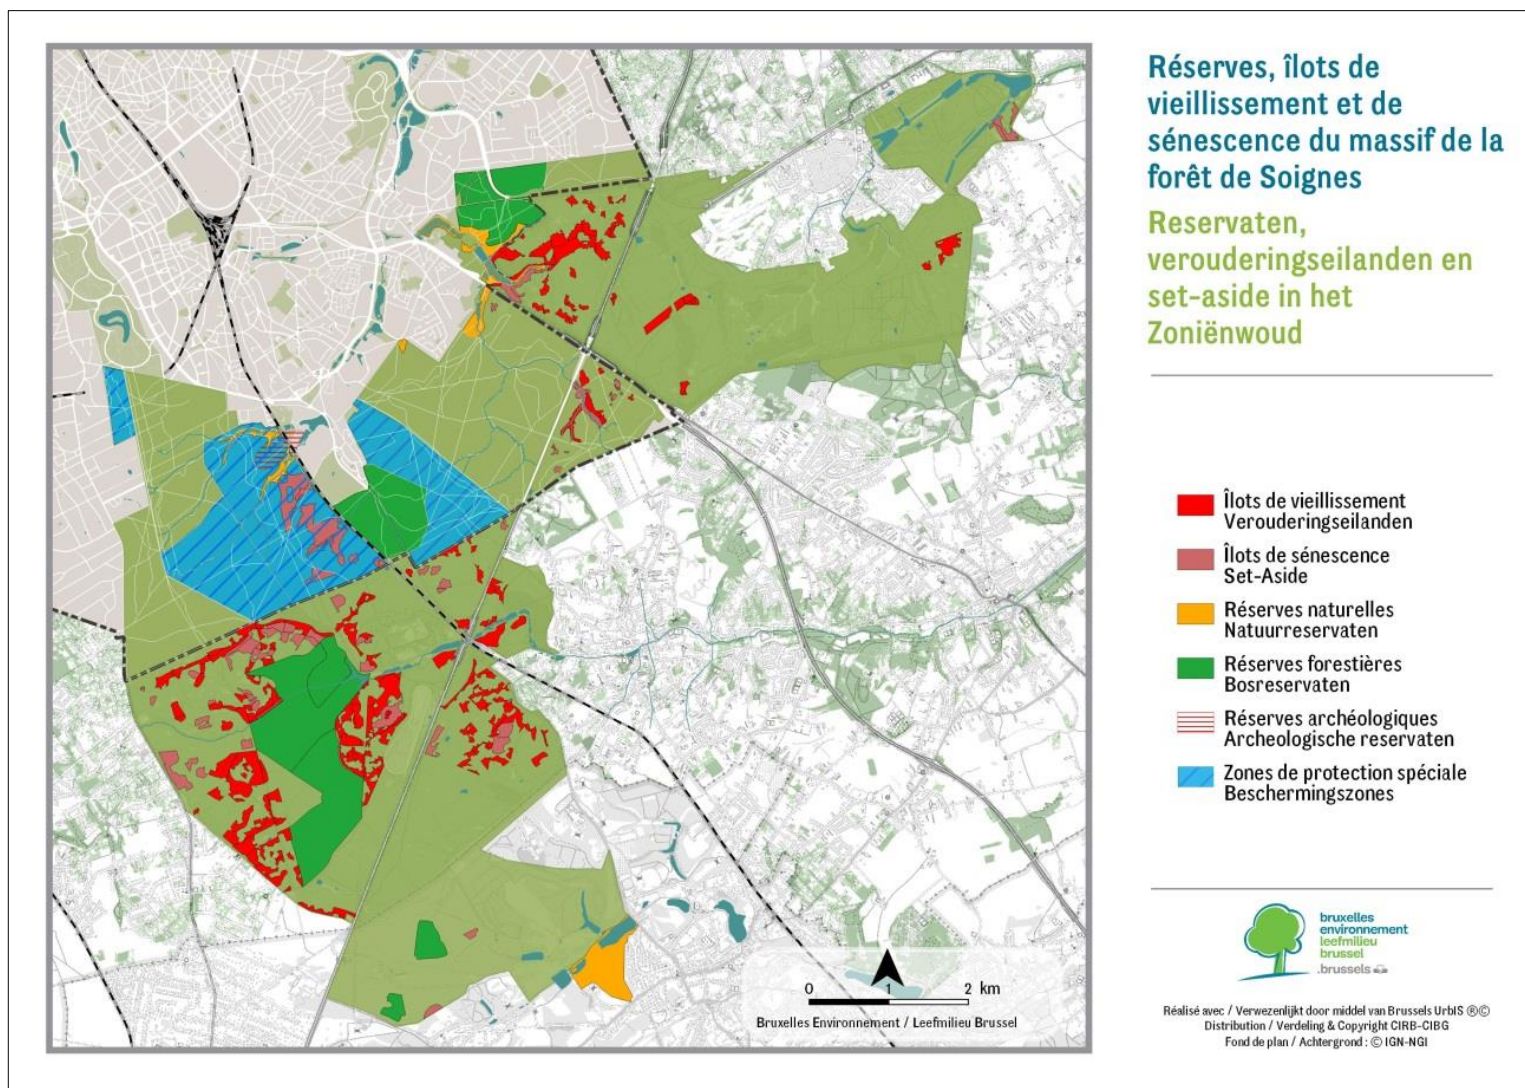 Réserves, îlots de
vieillissement et de
sénescence du massif de la
forêt de Soignes
Reservaten,
verouderingseilanden en
set-aside in het
Zoniënwoud
Îlots de vieillissement
Verouderingseilanden
Îlots de sénescence
Set-Aside
Réserves naturelles
Natuurreservaten
Réserves forestières
Bosreservaten
Réserves archéologiques
Archeologische reservaten
Zones de protection spéciale
Beschermingszones
0 1 2 km
Bruxelles Environnement / Leefmilieu Brussel
bruxelles
environnement
leefmilieu
brussel
.brussels
Réalisé avec / Verwezenlijkt door middel van Brussels UrbIS ®©
Distribution / Verdeling & Copyright CIRB-CIBG
Fond de plan / Achtergrond : © IGN-NGI